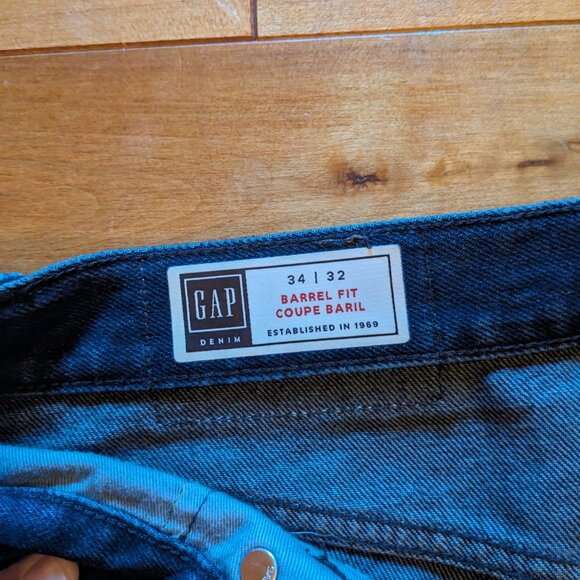 GAP
DENIM
34 | 32
BARREL FIT
COUPE BARIL
ESTABLISHED IN 1969